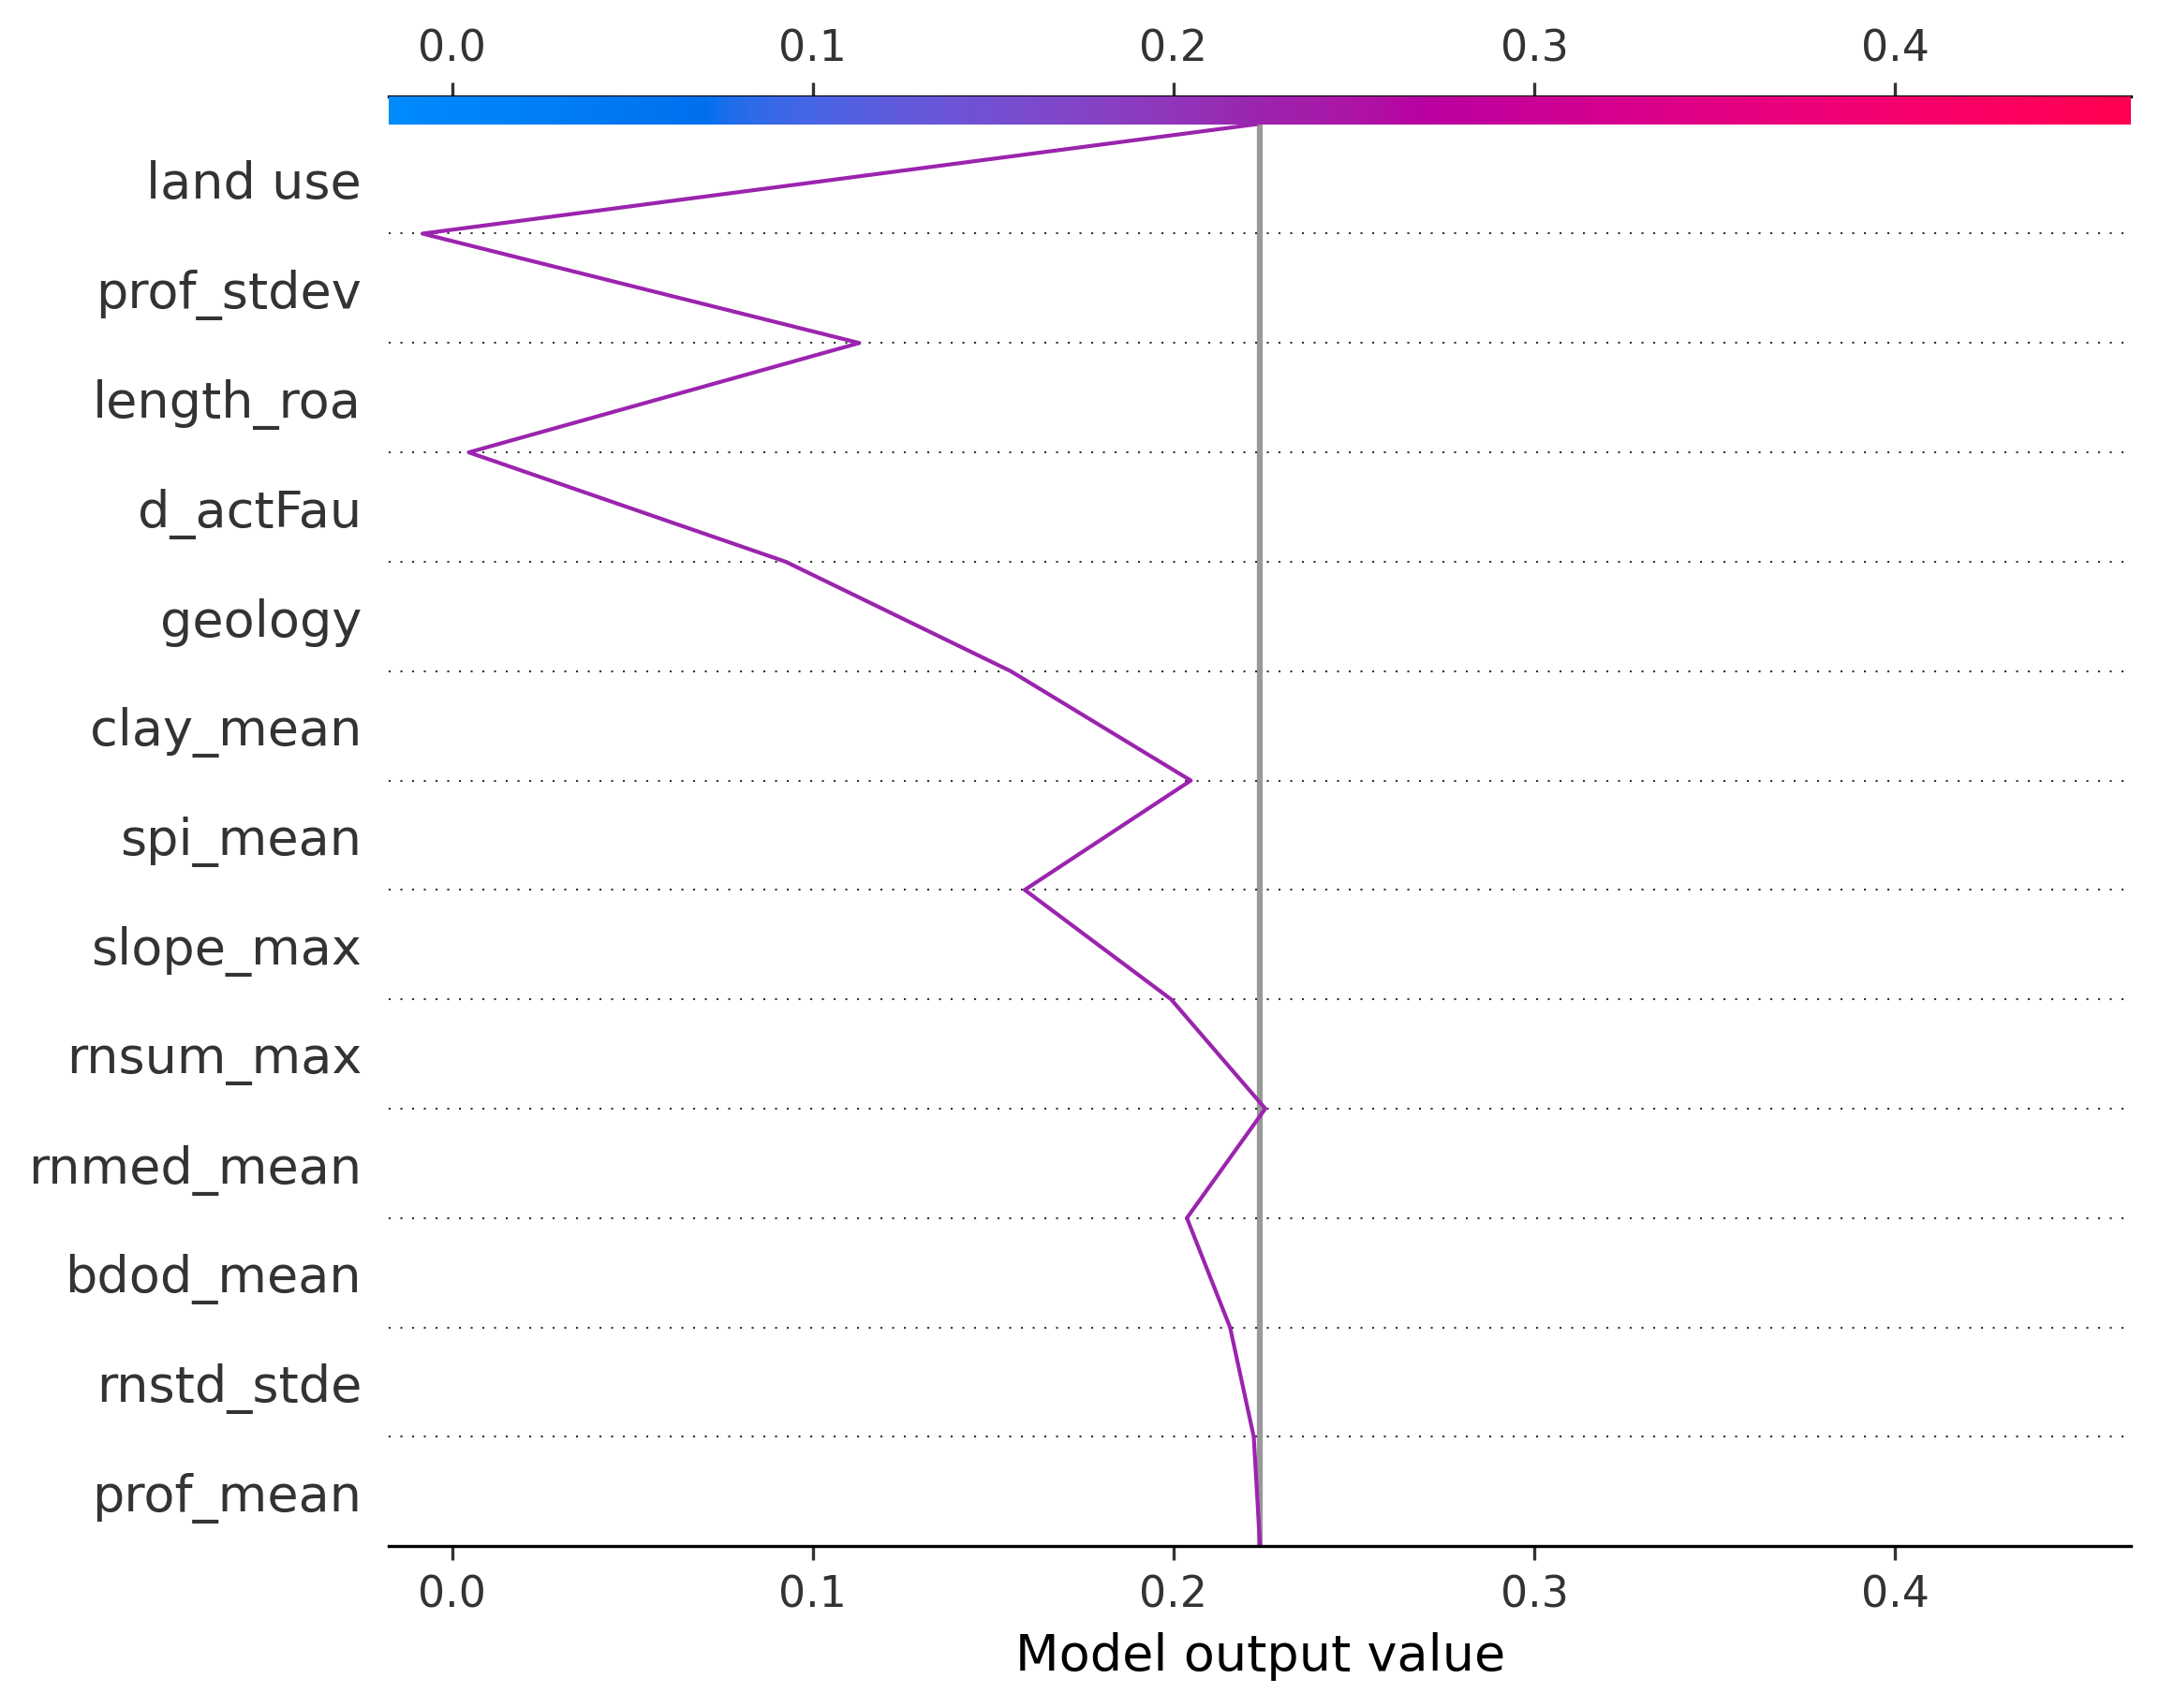 0.0 0.1 0.2 0.3 0.4
land use
prof_stdev
length_roa
d_actFau
geology
clay_mean
spi_mean
slope_max
rnsum_max
rnmed_mean
bdod_mean
rnstd_stde
prof_mean
0.0 0.1 0.2 0.3 0.4
Model output value